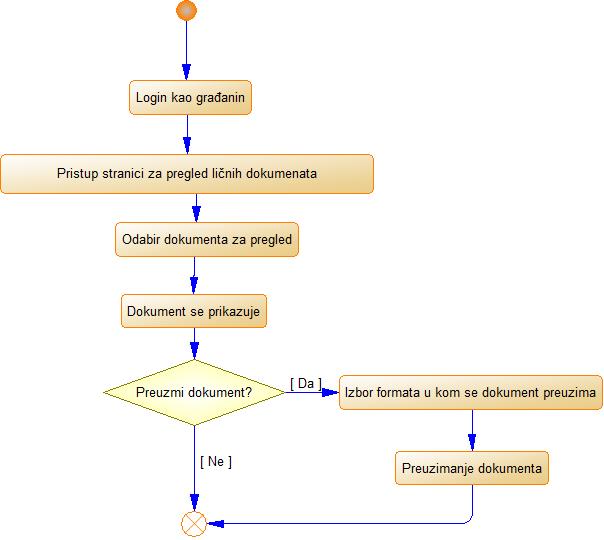 Login kao građanin
Pristup stranici za pregled ličnih dokumenata
Odabir dokumenta za pregled
Dokument se prikazuje
Preuzmi dokument?
[ Da ]
Izbor formata u kom se dokument preuzima
[ Ne ]
Preuzimanje dokumenta